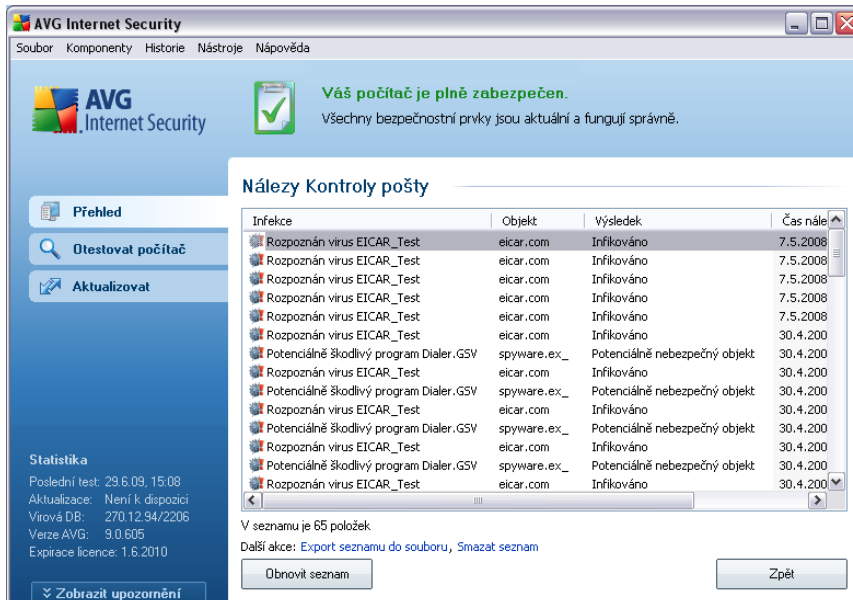 AVG Internet Security
Soubor Komponenty Historie Nástroje Nápověda
AVG
Internet Security
Váš počítač je plně zabezpečen.
Všechny bezpečnostní prvky jsou aktuální a fungují správně.
Přehled
Otestovat počítač
Aktualizovat
Statistika
Poslední test: 29.6.09, 15:08
Aktualizace: Není k dispozici
Virová DB: 270.12.94/2206
Verze AVG: 9.0.605
Expirace licence: 1.6.2010
Zobrazit upozornění
Nálezy Kontroly pošty
Infekce Objekt Výsledek Čas nále
Rozpoznán virus EICAR_Test eicar.com Infikováno 7.5.2008
Rozpoznán virus EICAR_Test eicar.com Infikováno 7.5.2008
Rozpoznán virus EICAR_Test eicar.com Infikováno 7.5.2008
Rozpoznán virus EICAR_Test eicar.com Infikováno 7.5.2008
Rozpoznán virus EICAR_Test eicar.com Infikováno 7.5.2008
Rozpoznán virus EICAR_Test eicar.com Infikováno 30.4.200
Potenciálně škodlivý program Dialer.GSV spyware.ex_ Potenciálně nebezpečný objekt 30.4.200
Rozpoznán virus EICAR_Test eicar.com Infikováno 30.4.200
Potenciálně škodlivý program Dialer.GSV spyware.ex_ Potenciálně nebezpečný objekt 30.4.200
Rozpoznán virus EICAR_Test eicar.com Infikováno 30.4.200
Potenciálně škodlivý program Dialer.GSV spyware.ex_ Potenciálně nebezpečný objekt 30.4.200
Rozpoznán virus EICAR_Test eicar.com Infikováno 30.4.200
Potenciálně škodlivý program Dialer.GSV spyware.ex_ Potenciálně nebezpečný objekt 30.4.200
Rozpoznán virus EICAR_Test eicar.com Infikováno 30.4.200
V seznamu je 65 položek
Další akce: Export seznamu do souboru, Smazat seznam
Obnovit seznam
Zpět